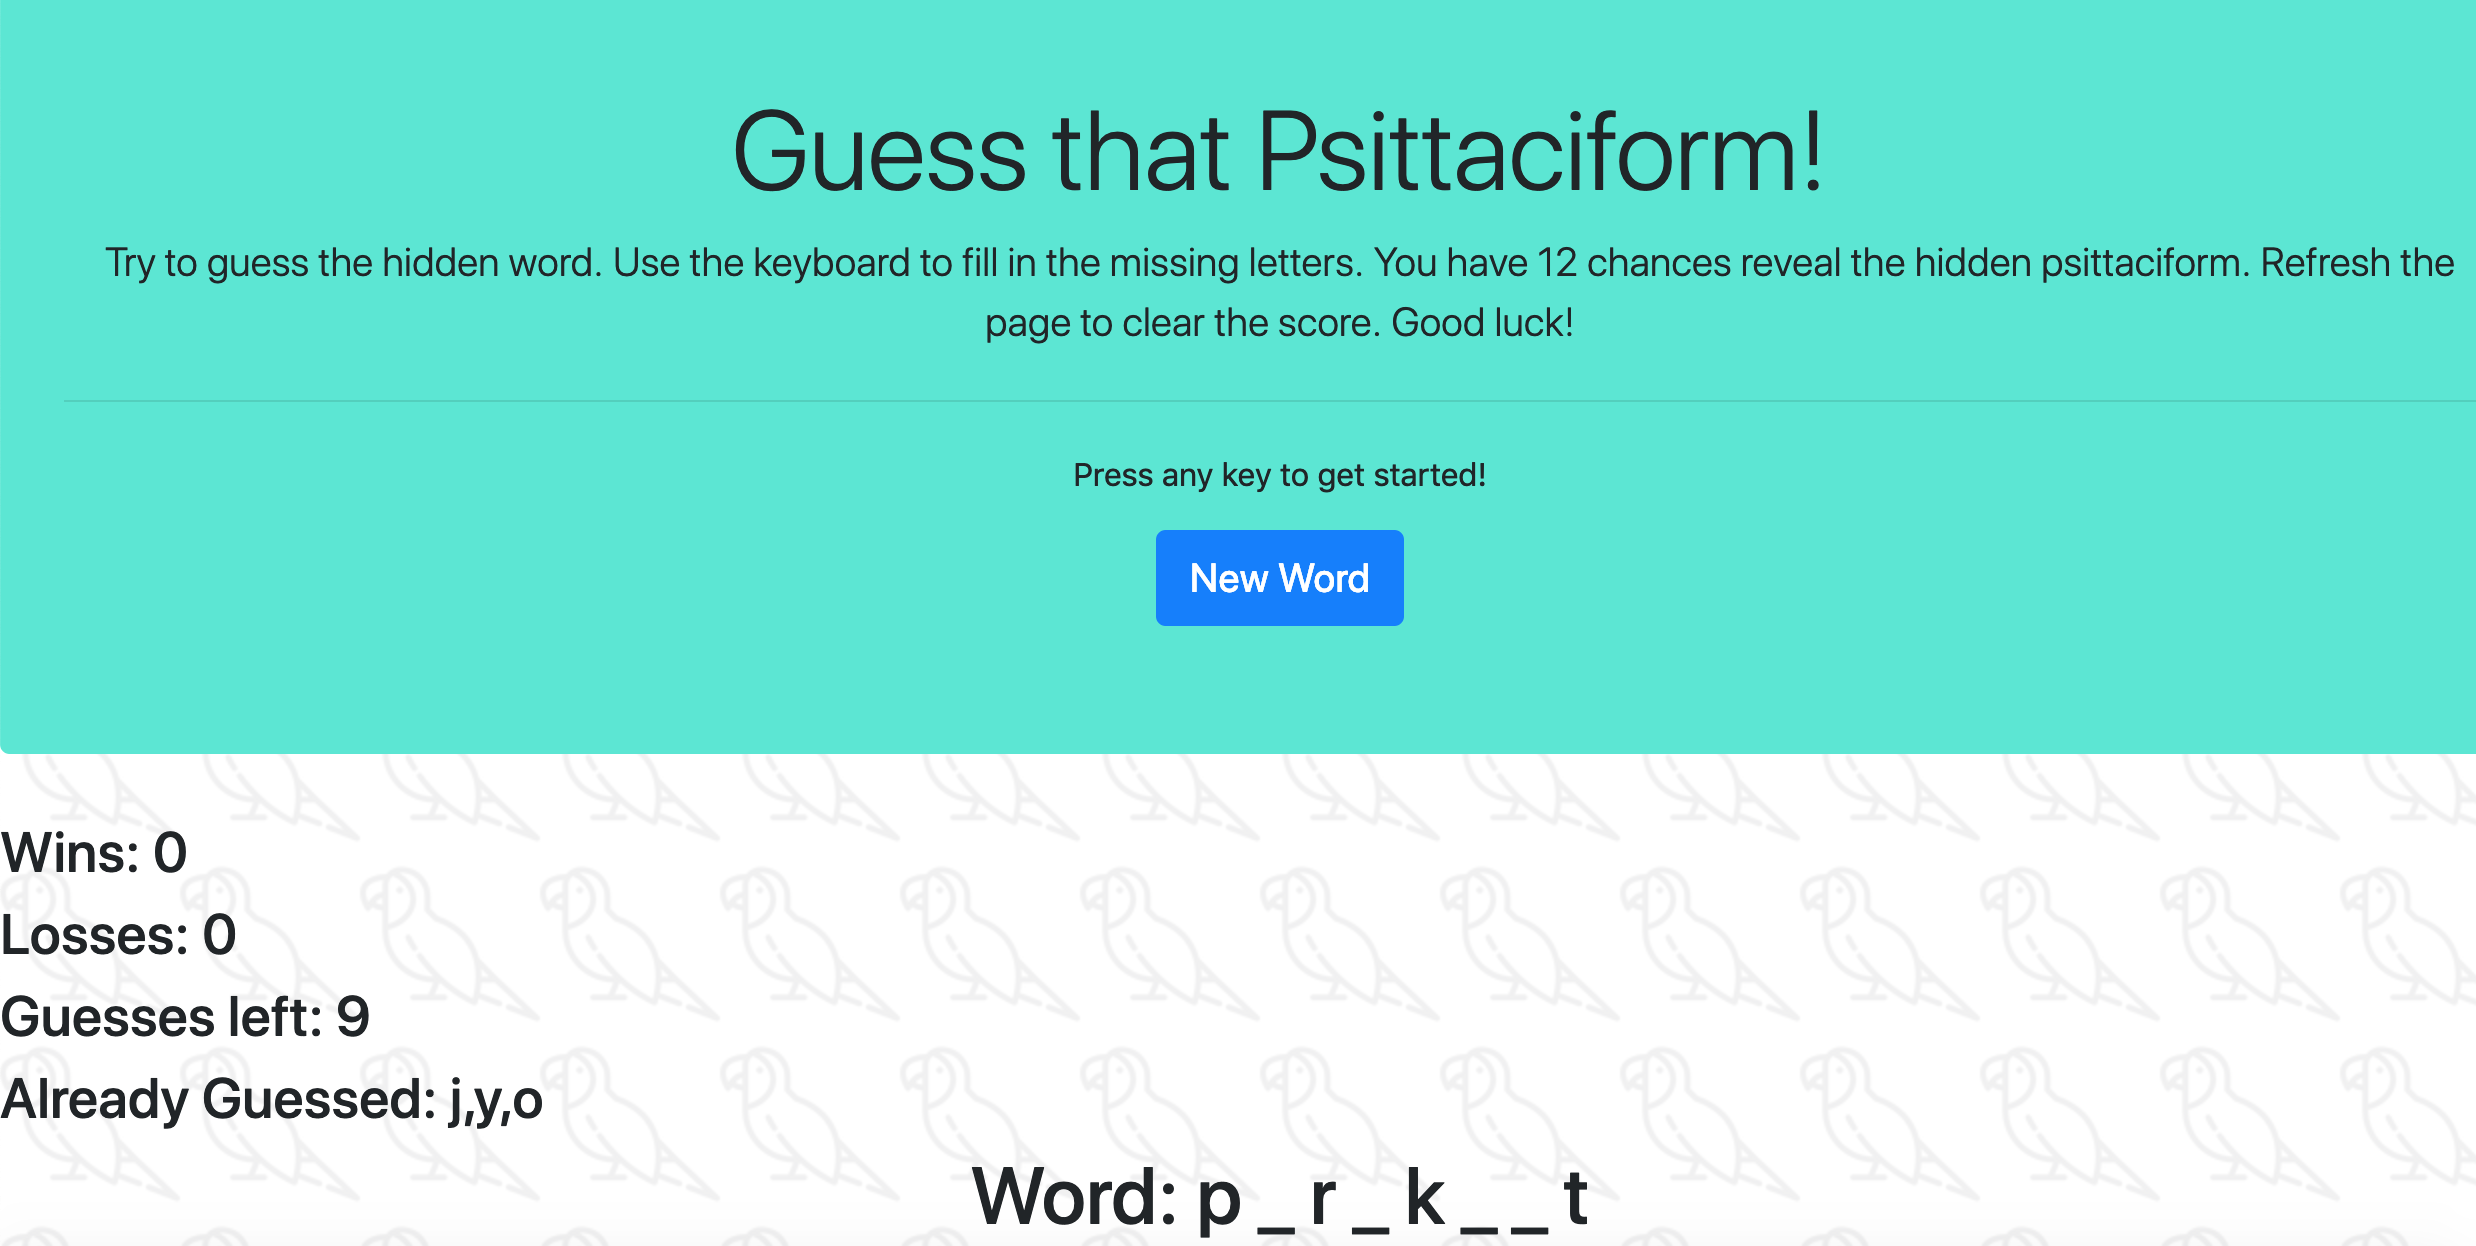 Guess that Psittaciform!
Try to guess the hidden word. Use the keyboard to fill in the missing letters. You have 12 chances reveal the hidden psittaciform. Refresh the
page to clear the score. Good luck!
Press any key to get started!
New Word
Wins: 0
Losses: 0
Guesses left: 9
Already Guessed: j,y,o
Word: p _ r _ k _ _ t